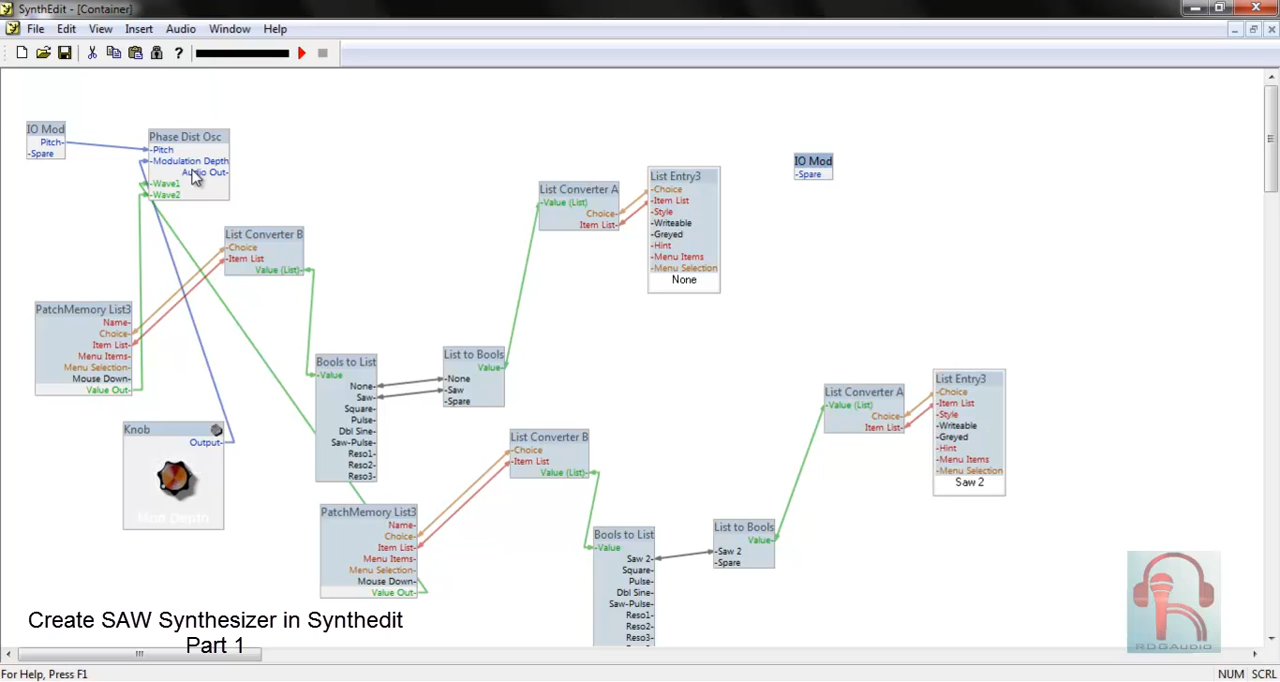 SynthEdit - [Container]
File Edit View Insert Audio Window Help
IO Mod
Pitch-
-Spare
Phase Dist Osc
-Pitch
-Modulation Depth
Audio Out-
-Wave1
-Wave2
List Converter B
-Choice
-Item List
Value (List)-
PatchMemory List3
Name-
Choice-
Item List-
Menu Items-
Menu Selection-
Mouse Down-
Value Out-
Knob
Output-
Mod Depth
Bools to List
-Value
None-
Saw-
Square-
Pulse-
Dbl Sine-
Saw-Pulse-
Reso1-
Reso2-
Reso3-
List to Bools
Value-
-None
-Saw
-Spare
List Converter A
-Value (List)
Choice-
Item List-
List Entry3
-Choice
-Item List
-Style
-Writeable
-Greyed
-Hint
-Menu Items
-Menu Selection
None
IO Mod
-Spare
List Converter B
-Choice
-Item List
Value (List)-
PatchMemory List3
Name-
Choice-
Item List-
Menu Items-
Menu Selection-
Mouse Down-
Value Out-
Bools to List
-Value
Saw 2-
Square-
Pulse-
Dbl Sine-
Saw-Pulse-
Reso1-
Reso2-
Reso3-
List to Bools
Value-
-Saw 2
-Spare
List Converter A
-Value (List)
Choice-
Item List-
List Entry3
-Choice
-Item List
-Style
-Writeable
-Greyed
-Hint
-Menu Items
-Menu Selection
Saw 2
Create SAW Synthesizer in Synthedit
Part 1
RDGAUDIO
For Help, Press F1
NUM SCRL